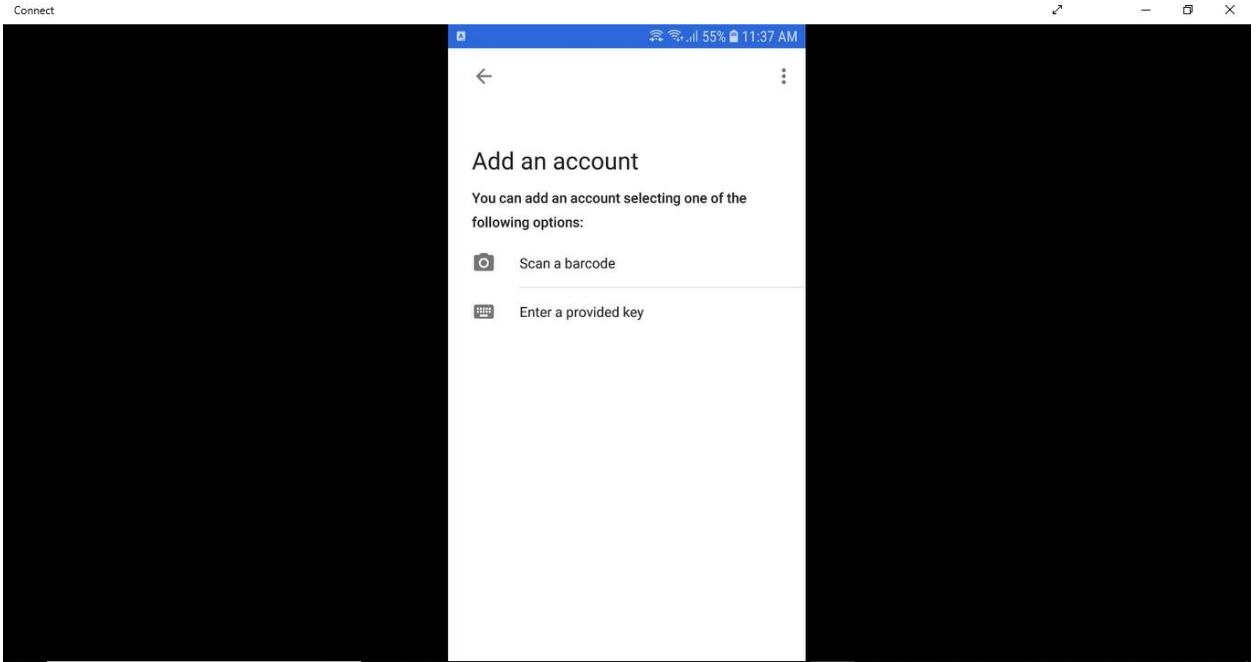 Connect
55% 11:37 AM
Add an account
You can add an account selecting one of the
following options:
Scan a barcode
Enter a provided key